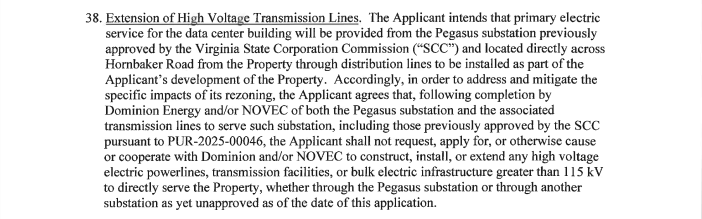 38. Extension of High Voltage Transmission Lines. The Applicant intends that primary electric
service for the data center building will be provided from the Pegasus substation previously
approved by the Virginia State Corporation Commission (“SCC”) and located directly across
Hornbaker Road from the Property through distribution lines to be installed as part of the
Applicant’s development of the Property. Accordingly, in order to address and mitigate the
specific impacts of its rezoning, the Applicant agrees that, following completion by
Dominion Energy and/or NOVEC of both the Pegasus substation and the associated
transmission lines to serve such substation, including those previously approved by the SCC
pursuant to PUR-2025-00046, the Applicant shall not request, apply for, or otherwise cause
or cooperate with Dominion and/or NOVEC to construct, install, or extend any high voltage
electric powerlines, transmission facilities, or bulk electric infrastructure greater than 115 kV
to directly serve the Property, whether through the Pegasus substation or through another
substation as yet unapproved as of the date of this application.